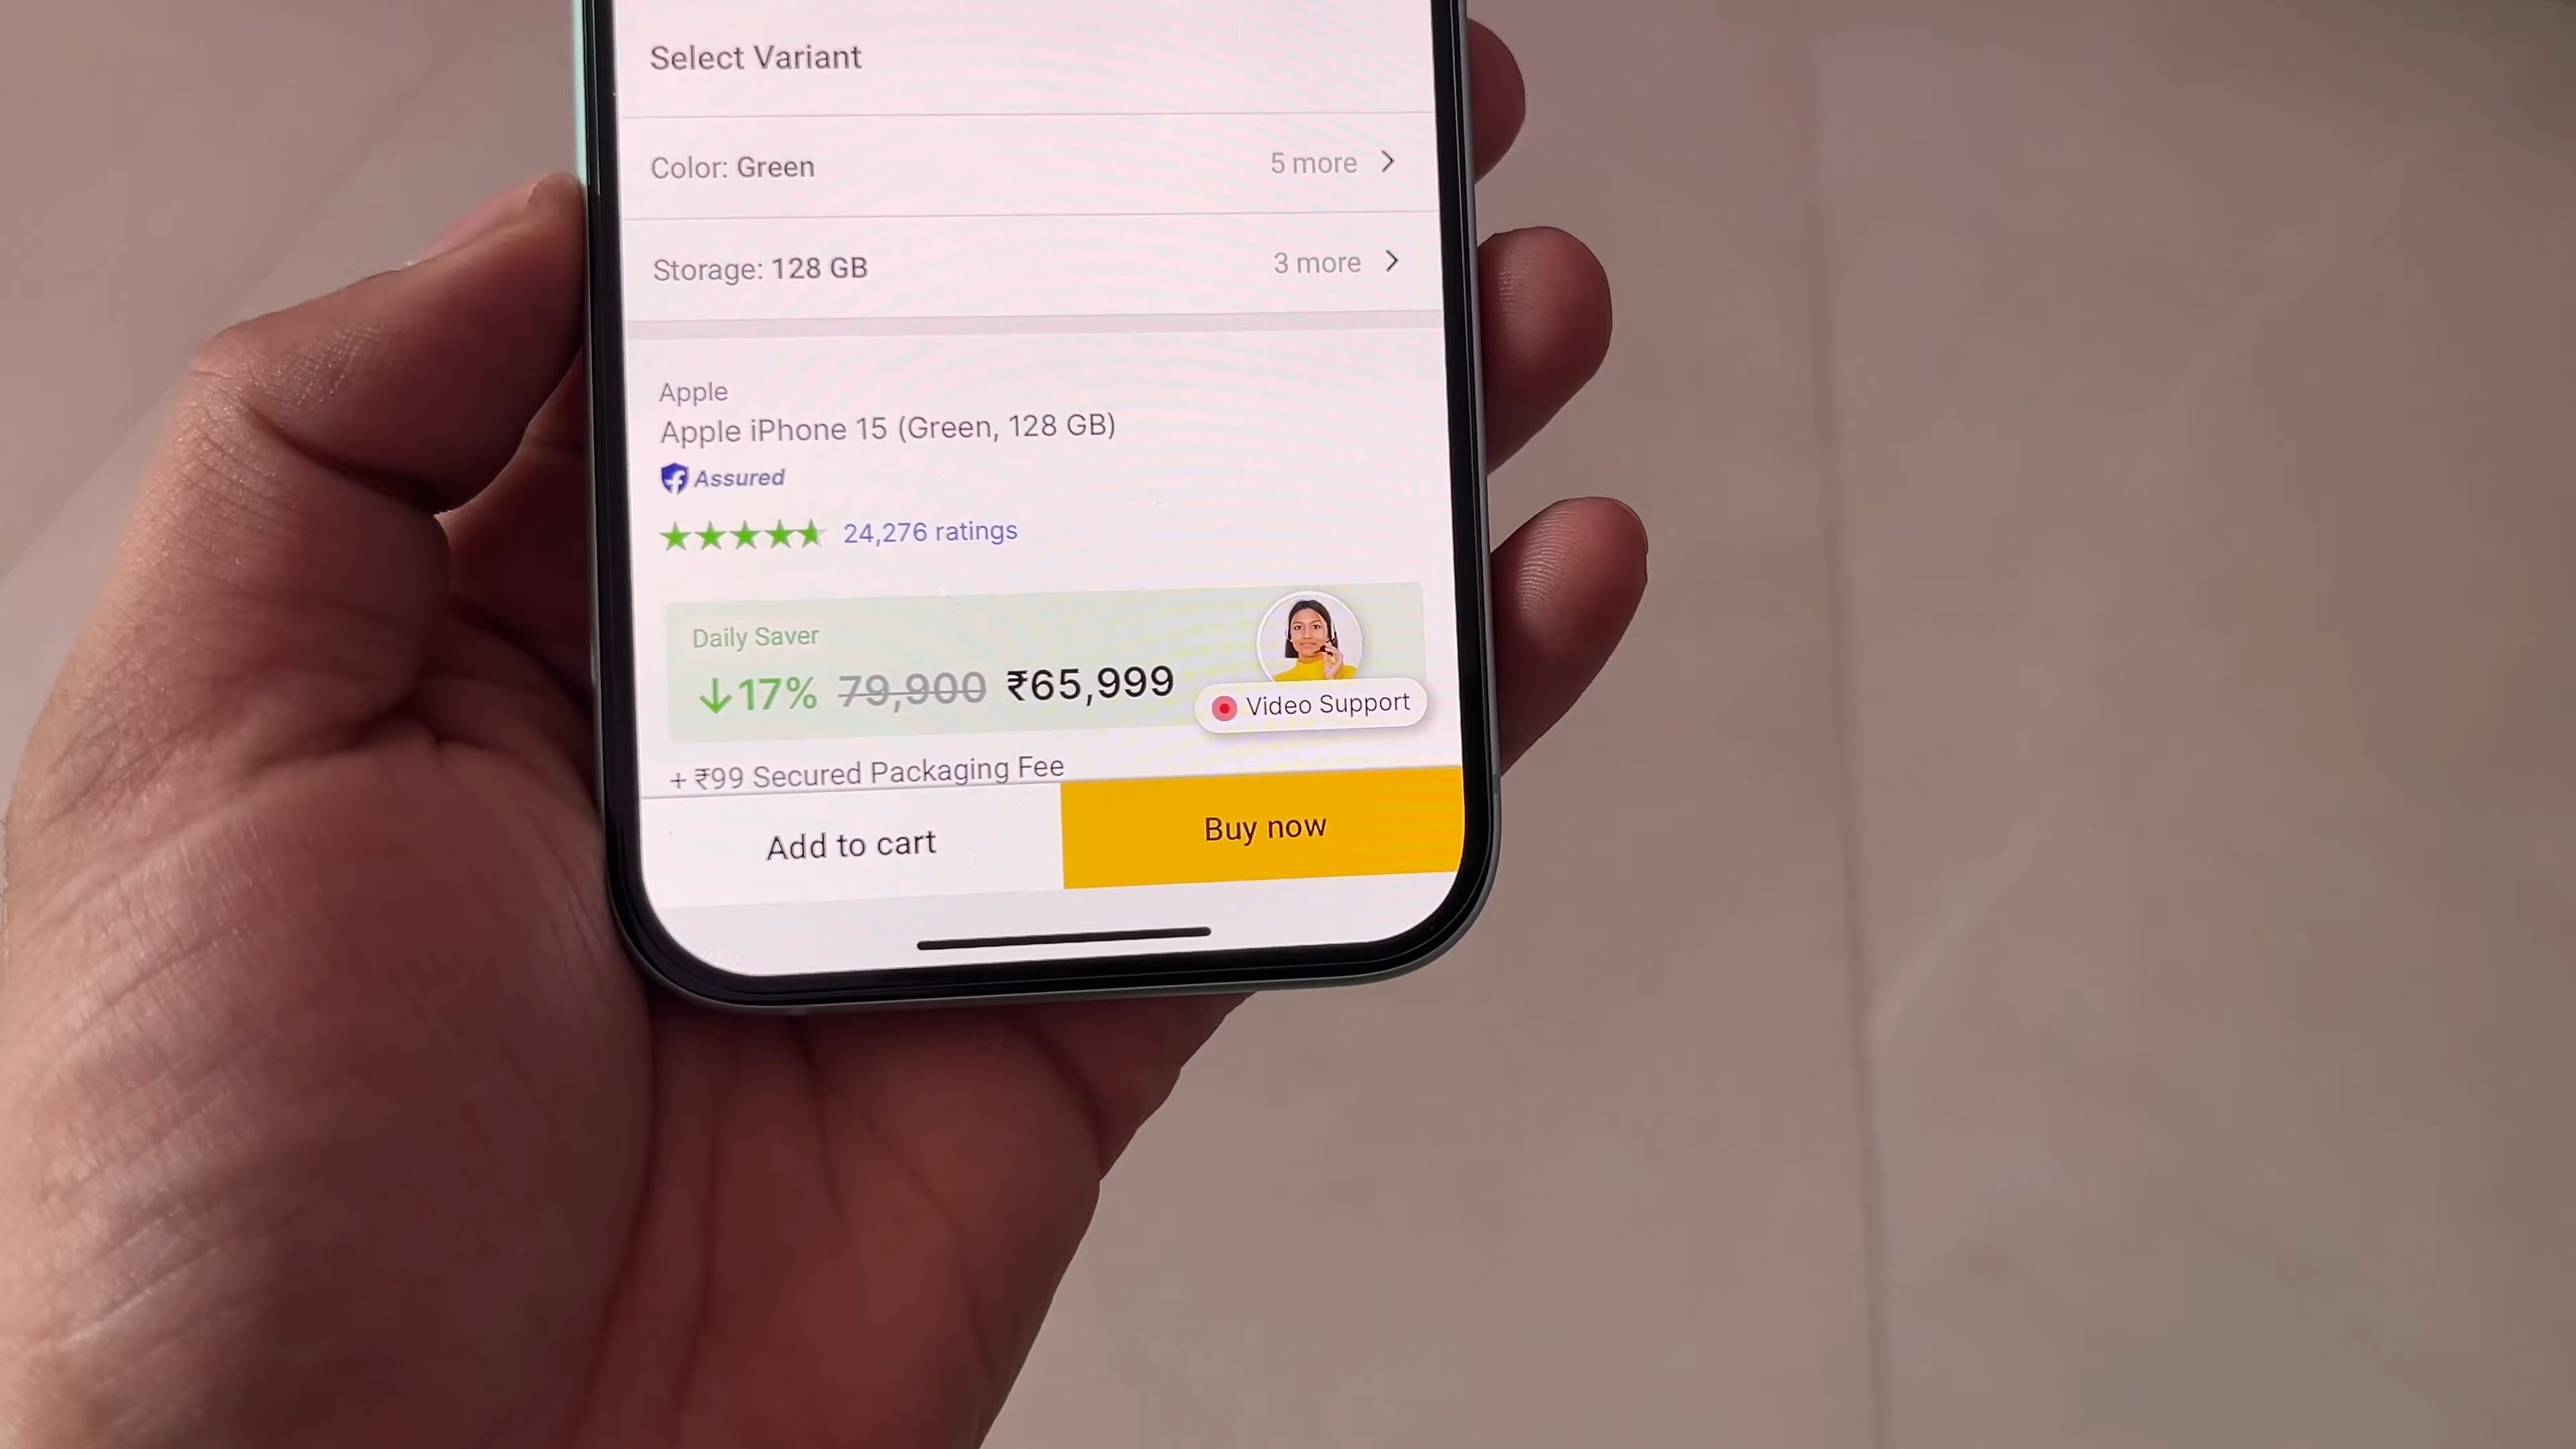 Select Variant
Color: Green 5 more
Storage: 128 GB 3 more
Apple
Apple iPhone 15 (Green, 128 GB)
Assured
24,276 ratings
Daily Saver
↓17% 79,900 ₹65,999
Video Support
+ ₹99 Secured Packaging Fee
Add to cart Buy now